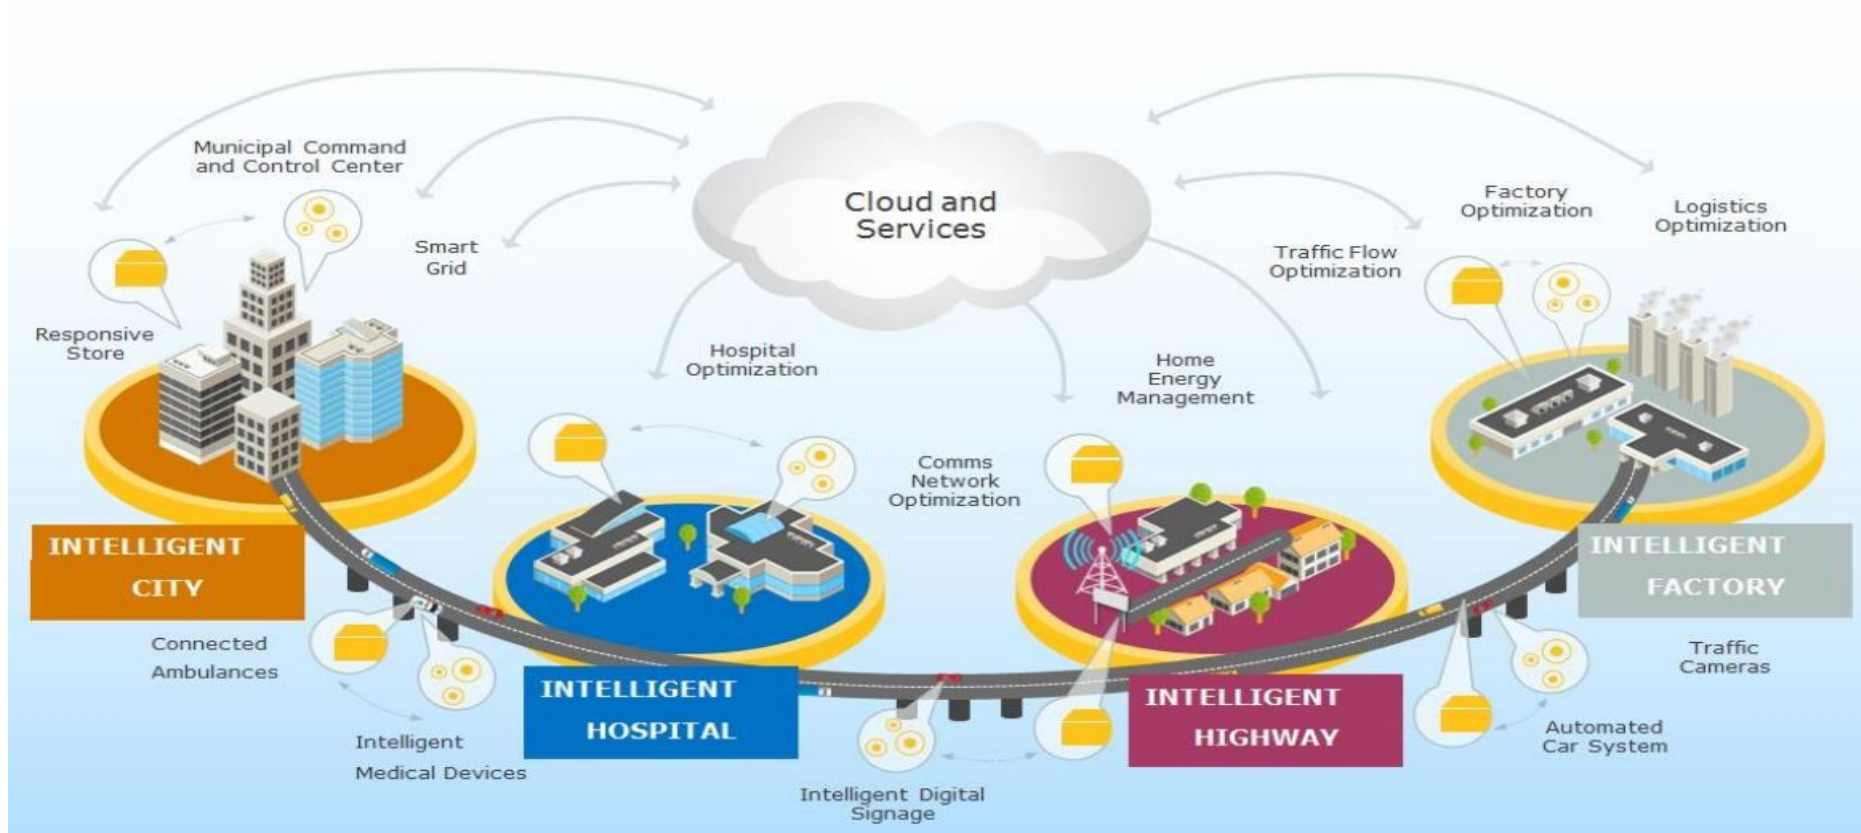 Municipal Command
and Control Center
Cloud and
Services
Factory
Optimization
Logistics
Optimization
Smart
Grid
Traffic Flow
Optimization
Responsive
Store
Hospital
Optimization
Home
Energy
Management
Comms
Network
Optimization
INTELLIGENT
CITY
INTELLIGENT
FACTORY
Connected
Ambulances
Traffic
Cameras
INTELLIGENT
HOSPITAL
INTELLIGENT
HIGHWAY
Intelligent
Medical Devices
Automated
Car System
Intelligent Digital
Signage